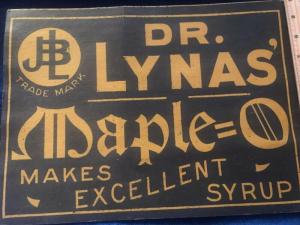 JBL
TRADE MARK
DR.
LYNAS'
Maple=O
MAKES
EXCELLENT
SYRUP